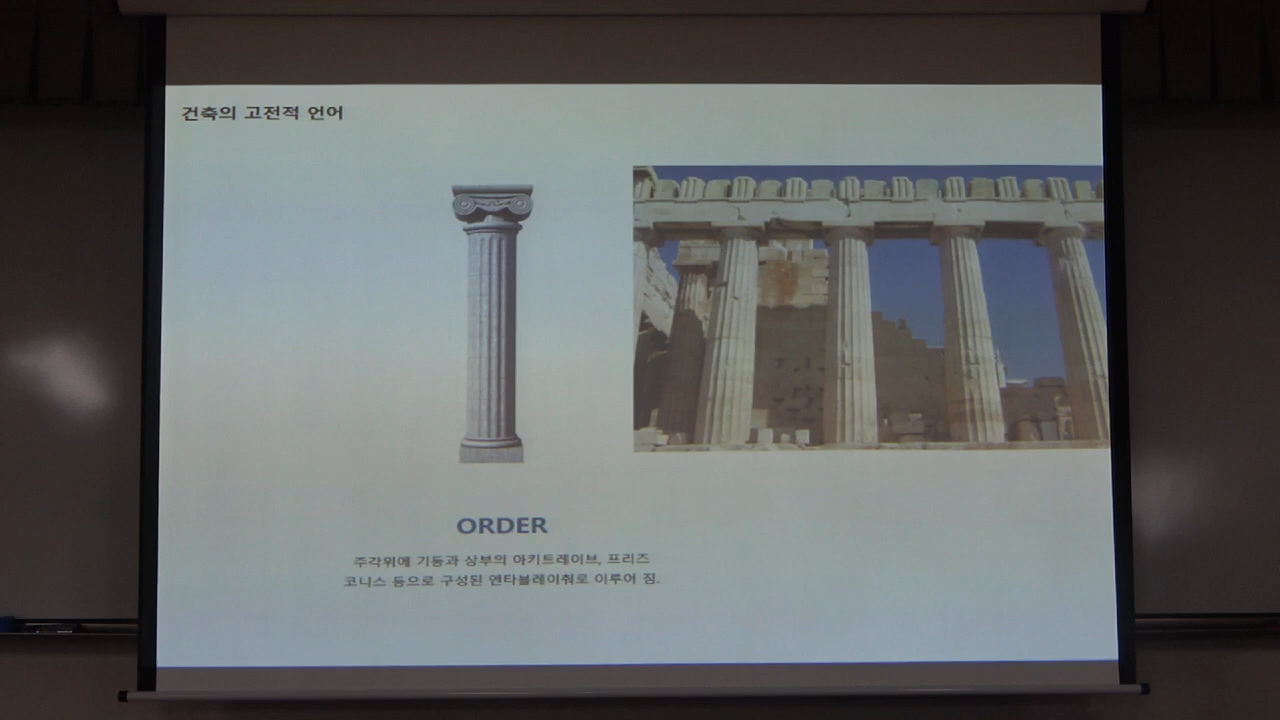 건축의 고전적 언어
ORDER
주각위에 기둥과 상부의 아키트레이브, 프리즈
코니스 등으로 구성된 엔타블레이춰로 이루어 짐.